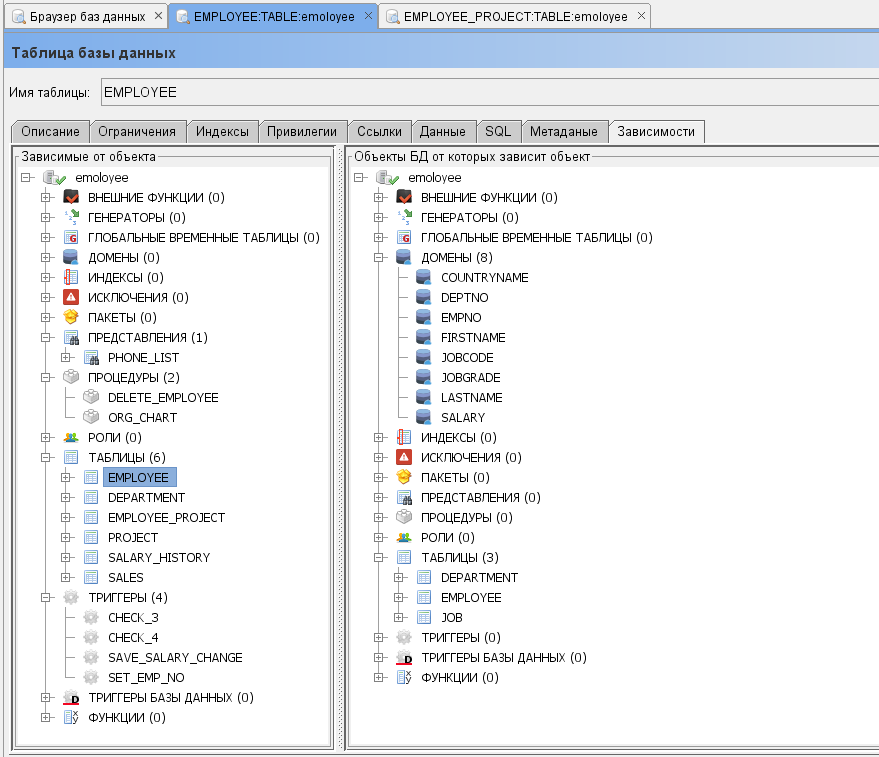 Браузер баз данных
EMPLOYEE:TABLE:emoloyee
EMPLOYEE_PROJECT:TABLE:emoloyee
Таблица базы данных
Имя таблицы: EMPLOYEE
Описание Ограничения Индексы Привилегии Ссылки Данные SQL Метаданые Зависимости
Зависимые от объекта
emoloyee
ВНЕШНИЕ ФУНКЦИИ (0)
ГЕНЕРАТОРЫ (0)
ГЛОБАЛЬНЫЕ ВРЕМЕННЫЕ ТАБЛИЦЫ (0)
ДОМЕНЫ (0)
ИНДЕКСЫ (0)
ИСКЛЮЧЕНИЯ (0)
ПАКЕТЫ (0)
ПРЕДСТАВЛЕНИЯ (1)
PHONE_LIST
ПРОЦЕДУРЫ (2)
DELETE_EMPLOYEE
ORG_CHART
РОЛИ (0)
ТАБЛИЦЫ (6)
EMPLOYEE
DEPARTMENT
EMPLOYEE_PROJECT
PROJECT
SALARY_HISTORY
SALES
ТРИГГЕРЫ (4)
CHECK_3
CHECK_4
SAVE_SALARY_CHANGE
SET_EMP_NO
ТРИГГЕРЫ БАЗЫ ДАННЫХ (0)
ФУНКЦИИ (0)
Объекты БД от которых зависит объект
emoloyee
ВНЕШНИЕ ФУНКЦИИ (0)
ГЕНЕРАТОРЫ (0)
ГЛОБАЛЬНЫЕ ВРЕМЕННЫЕ ТАБЛИЦЫ (0)
ДОМЕНЫ (8)
COUNTRYNAME
DEPTNO
EMPNO
FIRSTNAME
JOBCODE
JOBGRADE
LASTNAME
SALARY
ИНДЕКСЫ (0)
ИСКЛЮЧЕНИЯ (0)
ПАКЕТЫ (0)
ПРЕДСТАВЛЕНИЯ (0)
ПРОЦЕДУРЫ (0)
РОЛИ (0)
ТАБЛИЦЫ (3)
DEPARTMENT
EMPLOYEE
JOB
ТРИГГЕРЫ (0)
ТРИГГЕРЫ БАЗЫ ДАННЫХ (0)
ФУНКЦИИ (0)